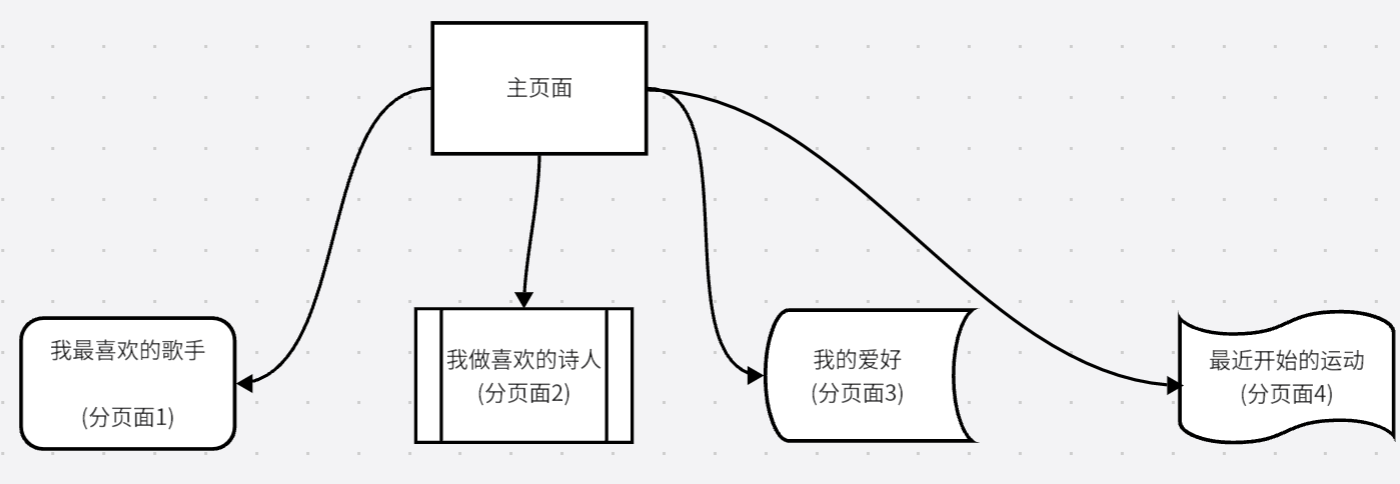 主页面
我最喜欢的歌手
(分页面1)
我做喜欢的诗人
(分页面2)
我的爱好
(分页面3)
最近开始的运动
(分页面4)